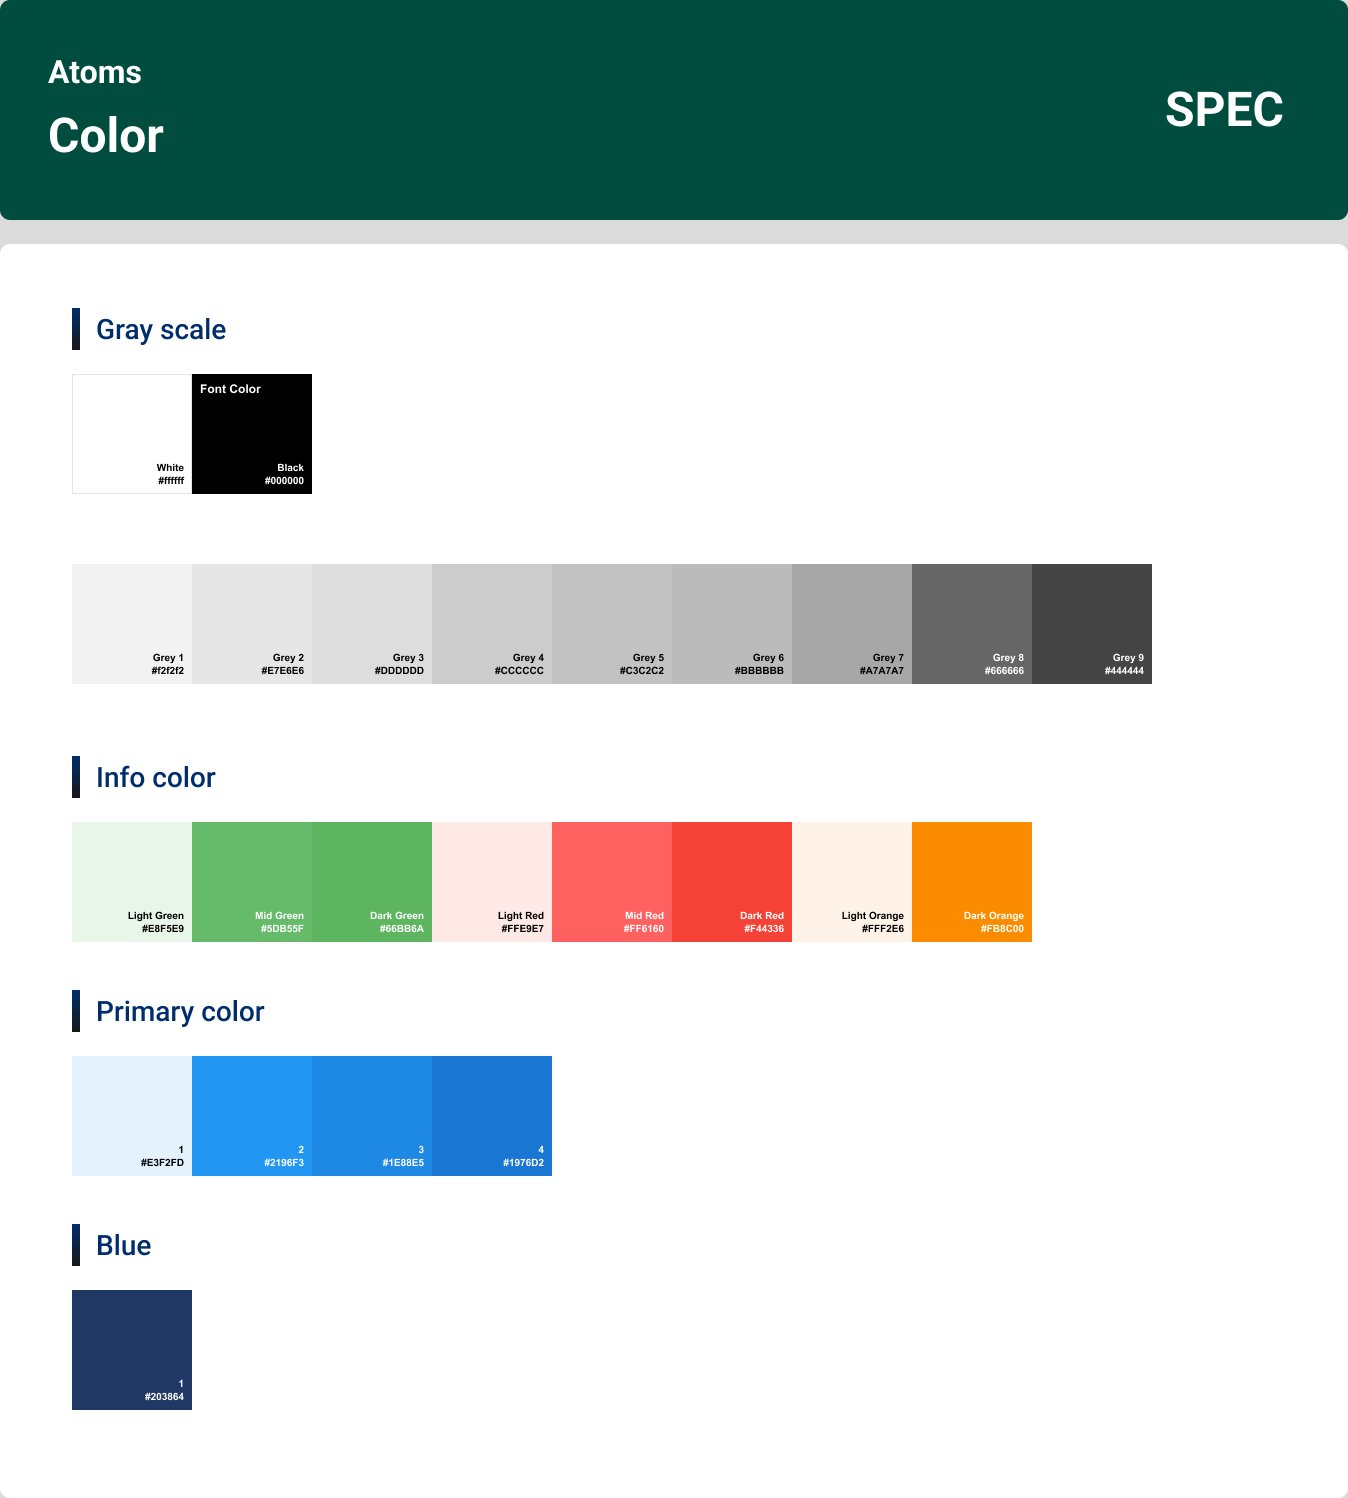 Atoms
Color
SPEC
Gray scale
Font Color
White
#ffffff
Black
#000000
Grey 1
#f2f2f2
Grey 2
#E7E6E6
Grey 3
#DDDDDD
Grey 4
#CCCCCC
Grey 5
#C3C2C2
Grey 6
#BBBBBB
Grey 7
#A7A7A7
Grey 8
#666666
Grey 9
#444444
Info color
Light Green
#E8F5E9
Mid Green
#5DB55F
Dark Green
#66BB6A
Light Red
#FFE9E7
Mid Red
#FF6160
Dark Red
#F44336
Light Orange
#FFF2E6
Dark Orange
#FB8C00
Primary color
1
#E3F2FD
2
#2196F3
3
#1E88E5
4
#1976D2
Blue
1
#203864